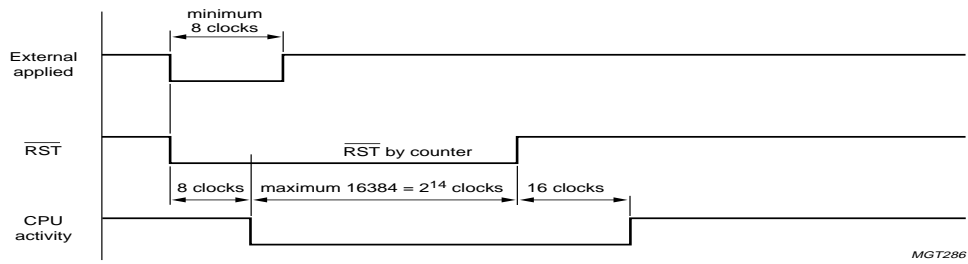 minimum
8 clocks
External
applied
RST
RST by counter
8 clocks
maximum 16384 = 2¹⁴ clocks
16 clocks
CPU
activity
MGT286